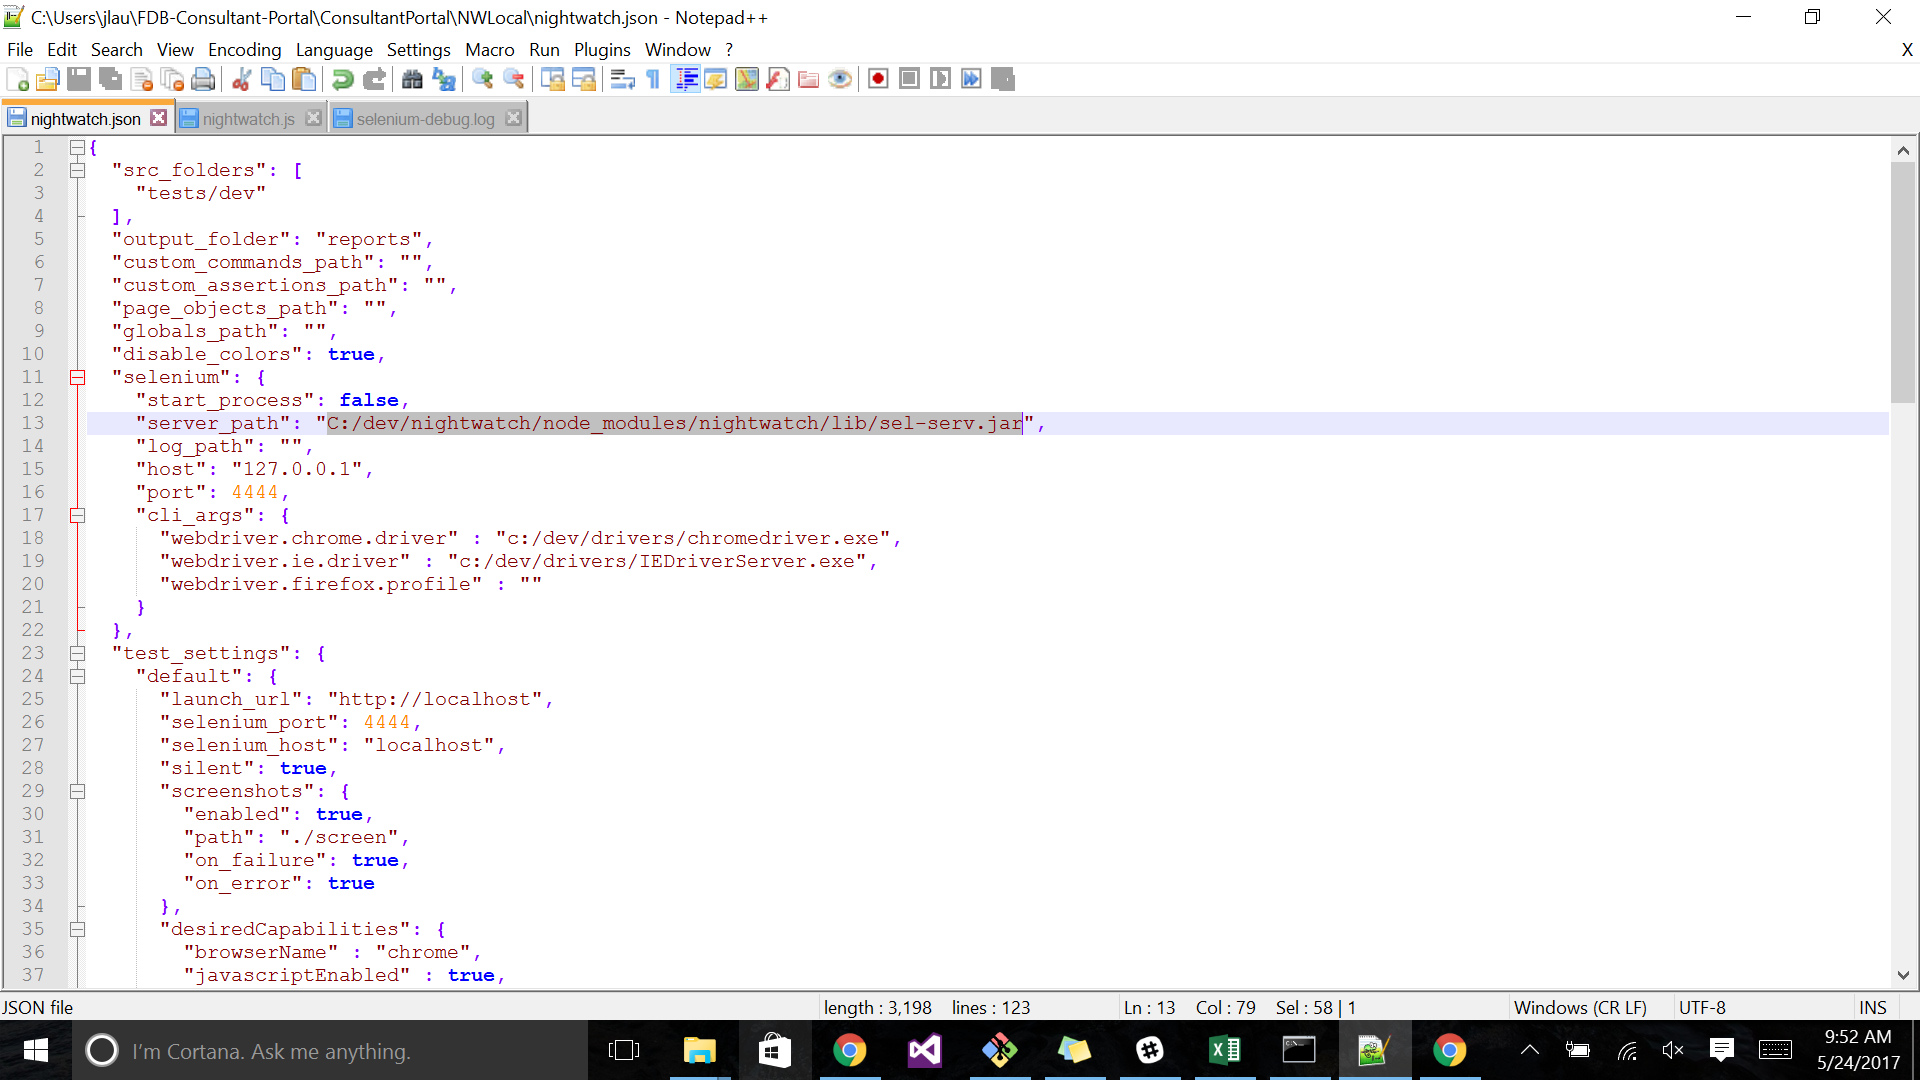 C:\Users\jlau\FDB-Consultant-Portal\ConsultantPortal\NWLocal\nightwatch.json - Notepad++
File Edit Search View Encoding Language Settings Macro Run Plugins Window ? X
nightwatch.json nightwatch.js selenium-debug.log
1 {
2 "src_folders": [
3 "tests/dev"
4 ],
5 "output_folder": "reports",
6 "custom_commands_path": "",
7 "custom_assertions_path": "",
8 "page_objects_path": "",
9 "globals_path": "",
10 "disable_colors": true,
11 "selenium": {
12 "start_process": false,
13 "server_path": "C:/dev/nightwatch/node_modules/nightwatch/lib/sel-serv.jar",
14 "log_path": "",
15 "host": "127.0.0.1",
16 "port": 4444,
17 "cli_args": {
18 "webdriver.chrome.driver" : "c:/dev/drivers/chromedriver.exe",
19 "webdriver.ie.driver" : "c:/dev/drivers/IEDriverServer.exe",
20 "webdriver.firefox.profile" : ""
21 }
22 },
23 "test_settings": {
24 "default": {
25 "launch_url": "http://localhost",
26 "selenium_port": 4444,
27 "selenium_host": "localhost",
28 "silent": true,
29 "screenshots": {
30 "enabled": true,
31 "path": "./screen",
32 "on_failure": true,
33 "on_error": true
34 },
35 "desiredCapabilities": {
36 "browserName" : "chrome",
37 "javascriptEnabled" : true,
JSON file length : 3,198 lines : 123 Ln : 13 Col : 79 Sel : 58 | 1 Windows (CR LF) UTF-8 INS
I'm Cortana. Ask me anything.
9:52 AM
5/24/2017